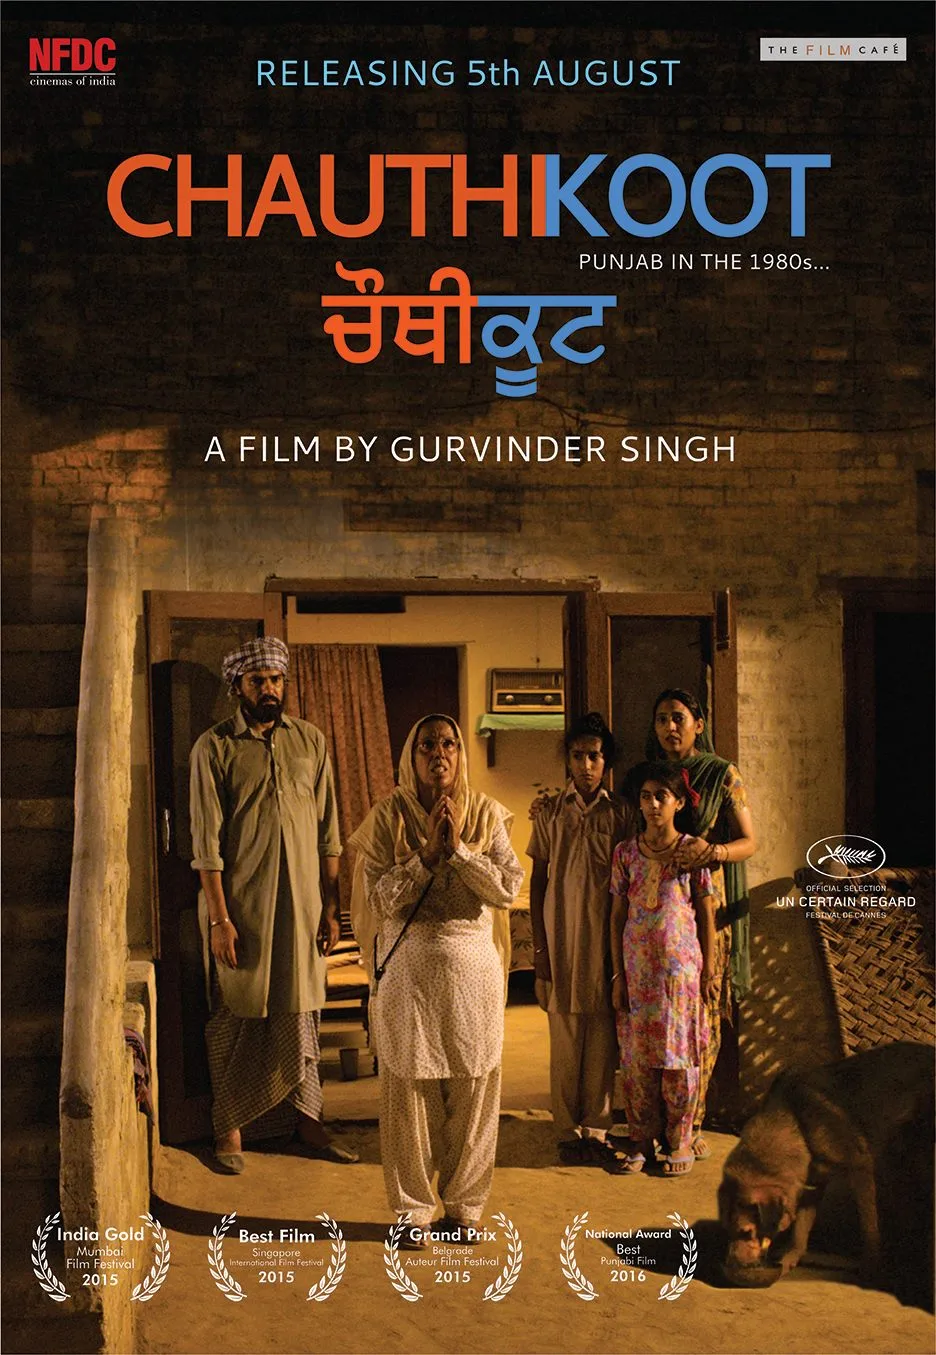 NFDC
cinemas of india
THE FILM CAFÉ
RELEASING 5th AUGUST
CHAUTHIKOOT
PUNJAB IN THE 1980s...
ਚੌਥੀਕੂਟ
A FILM BY GURVINDER SINGH
OFFICIAL SELECTION
UN CERTAIN REGARD
FESTIVAL DE CANNES
India Gold
Mumbai
Film Festival
2015
Best Film
Singapore
International Film Festival
2015
Grand Prix
Belgrade
Auteur Film Festival
2015
National Award
Best
Punjabi Film
2016